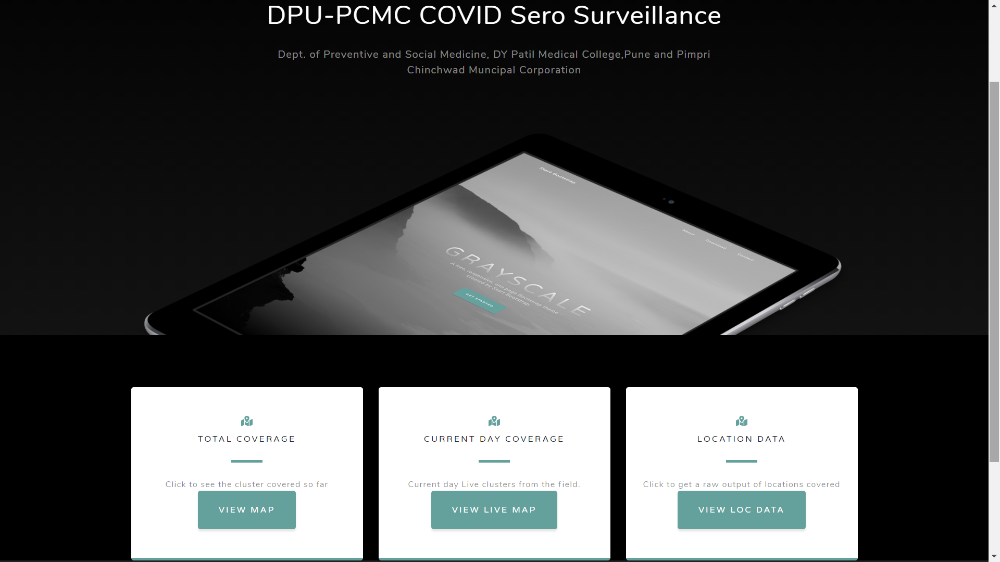 DPU-PCMC COVID Sero Surveillance
Dept. of Preventive and Social Medicine, DY Patil Medical College,Pune and Pimpri
Chinchwad Muncipal Corporation
Start Bootstrap
About
Download
Contact
GRAYSCALE
A free, responsive, one page Bootstrap theme
created by Start Bootstrap.
GET STARTED
TOTAL COVERAGE
Click to see the cluster covered so far
VIEW MAP
CURRENT DAY COVERAGE
Current day Live clusters from the field.
VIEW LIVE MAP
LOCATION DATA
Click to get a raw output of locations covered
VIEW LOC DATA